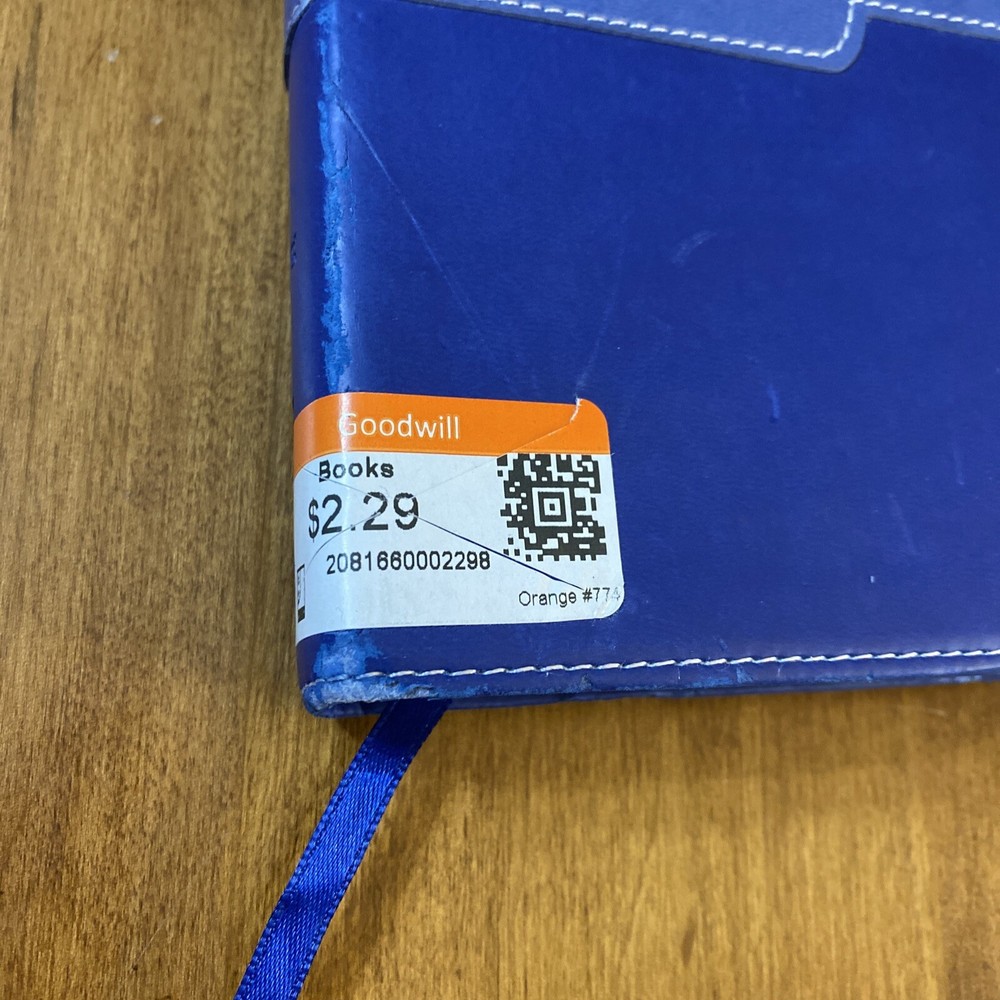 Goodwill
Books
$2.29
2081660002298
Orange #774